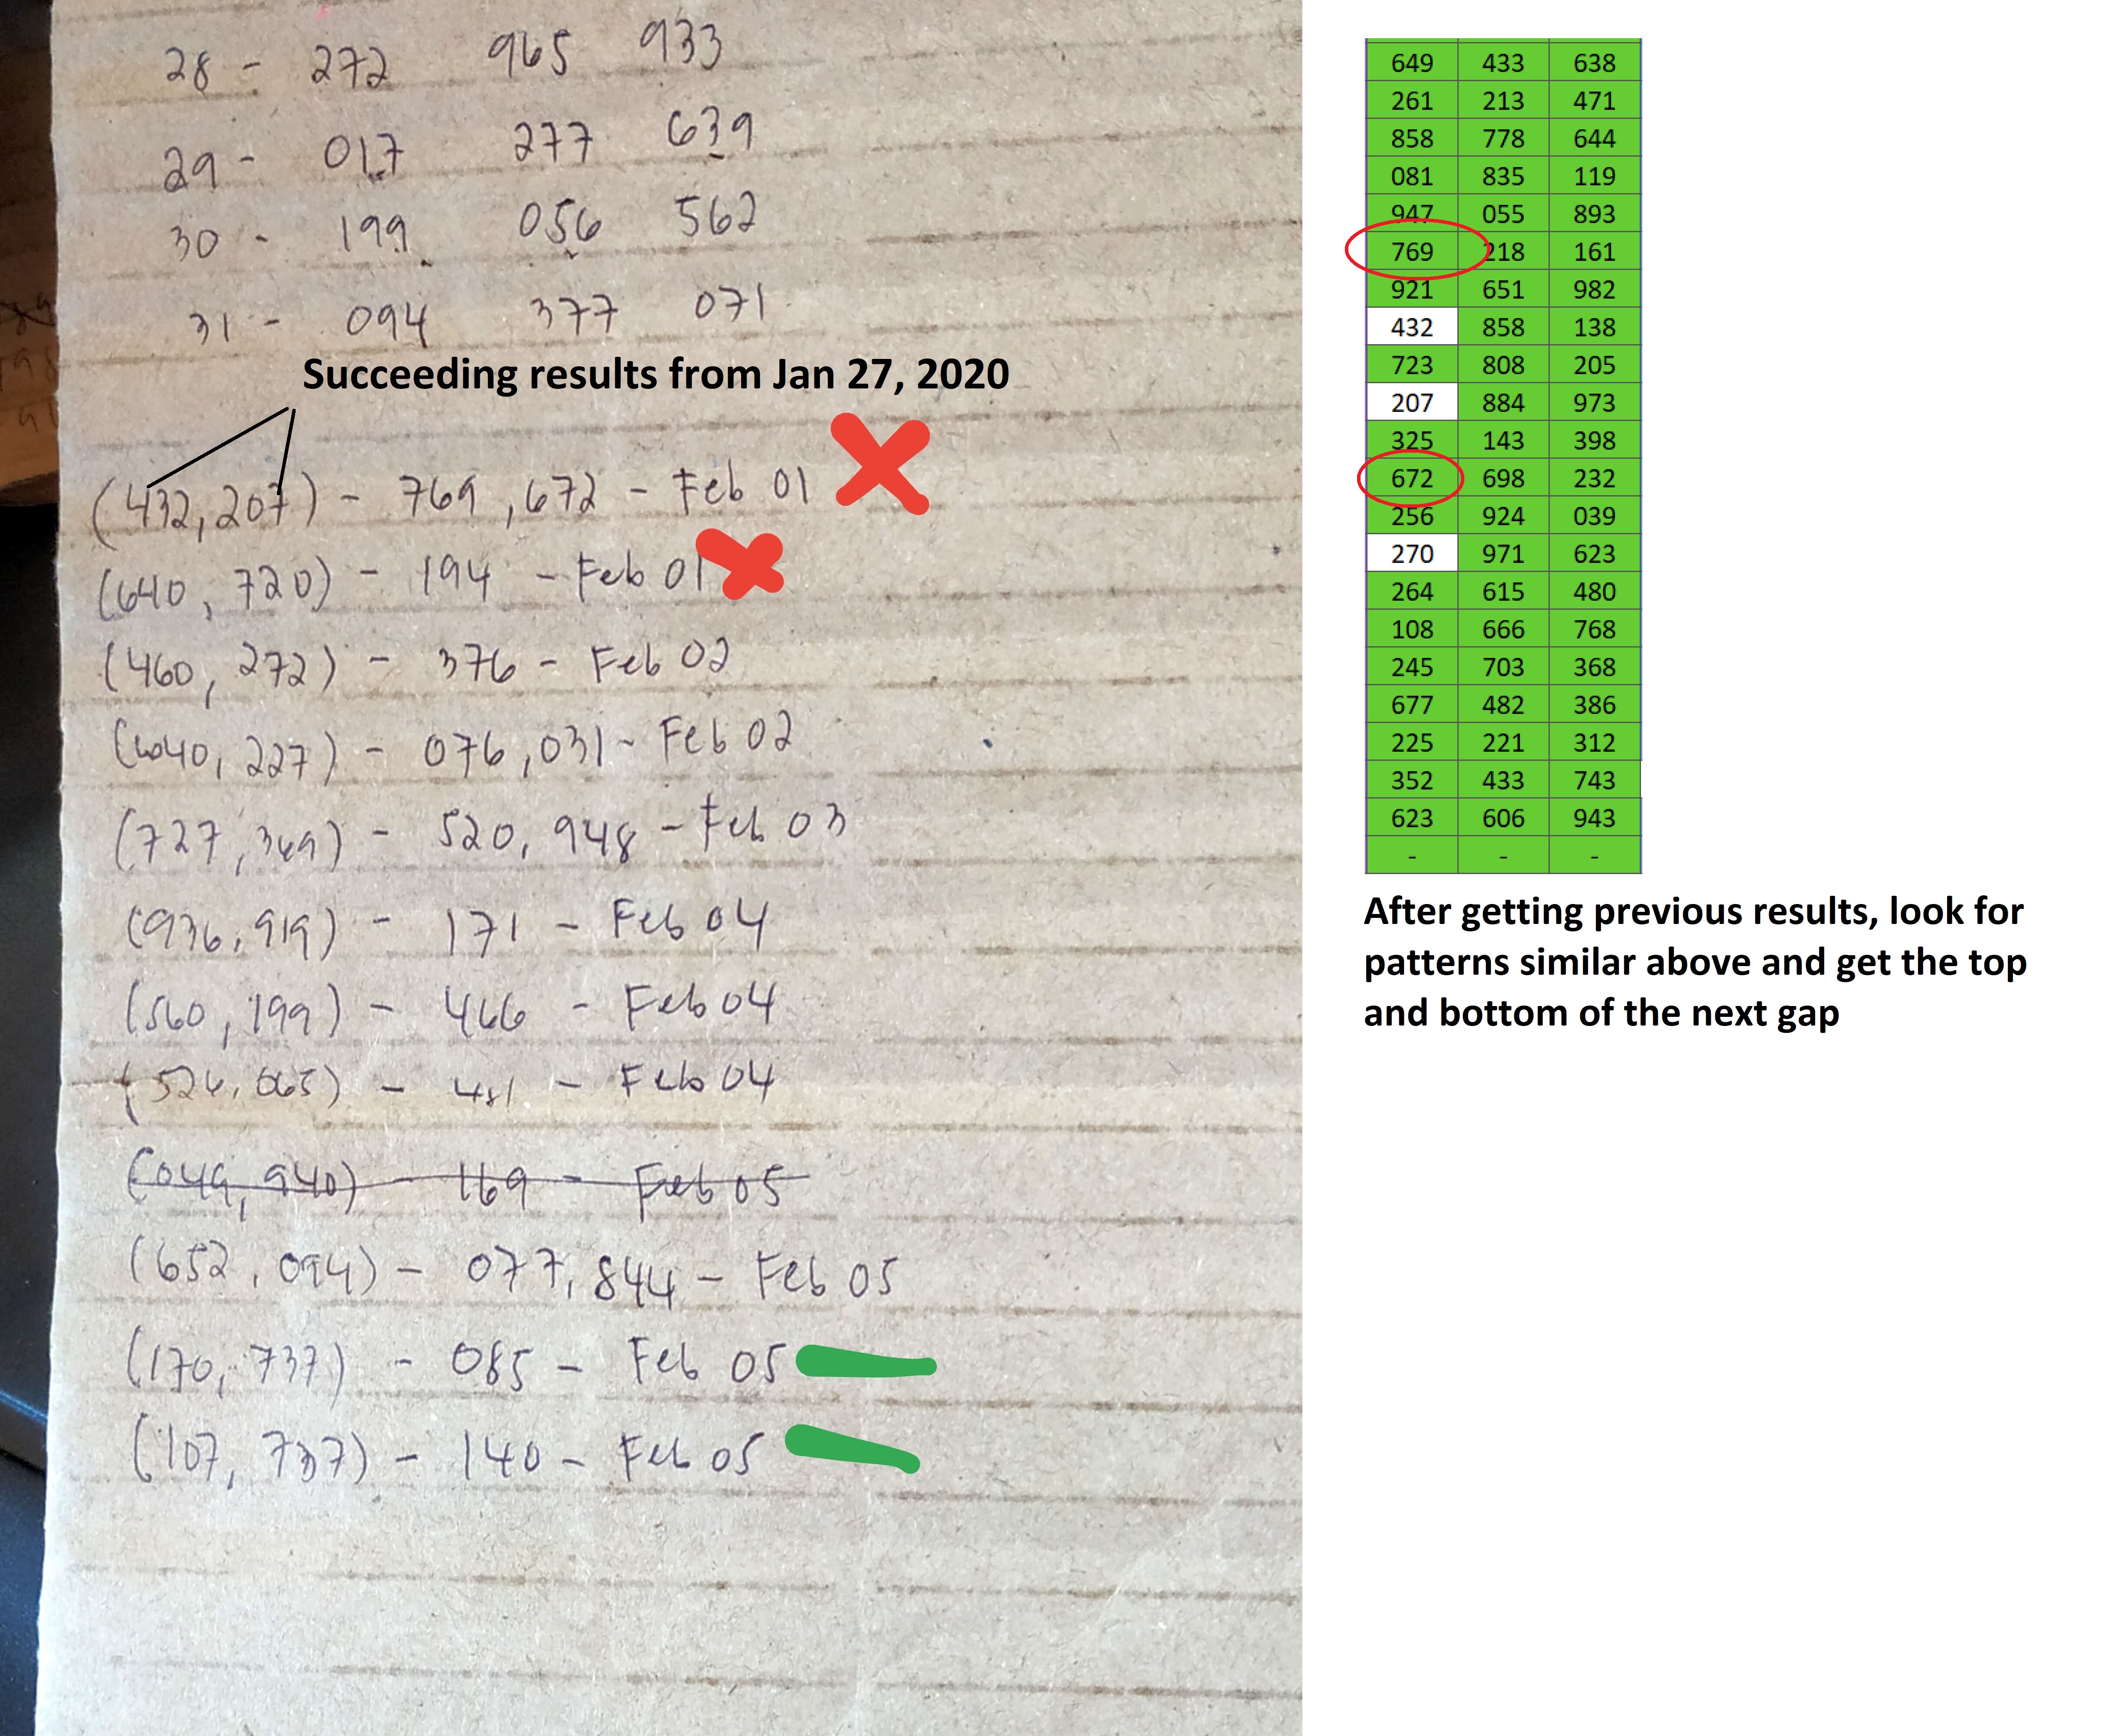 28 - 272 965 933
29 - 017 277 639
30 - 199 056 562
31 - 094 377 071
Succeeding results from Jan 27, 2020
(432, 207) - 769, 672 - Feb 01
(640, 720) - 194 - Feb 01
(460, 272) - 376 - Feb 02
227) - 076, 031 - Feb 02
(727, 369) - 520, 948 - Feb 03
(936, 919) - 171 - Feb 04
(560, 199) - 466 - Feb 04
(526, 065) - 481 - Feb 04
(049, 940) - 169 - Feb 05
(652, 094) - 077, 844 - Feb 05
(170, 737) - 085 - Feb 05
(107, 737) - 140 - Feb 05
649 433 638
261 213 471
858 778 644
081 835 119
947 055 893
769 218 161
921 651 982
432 858 138
723 808 205
207 884 973
325 143 398
672 698 232
256 924 039
270 971 623
264 615 480
108 666 768
245 703 368
677 482 386
225 221 312
352 433 743
623 606 943
- - -
After getting previous results, look for
patterns similar above and get the top
and bottom of the next gap